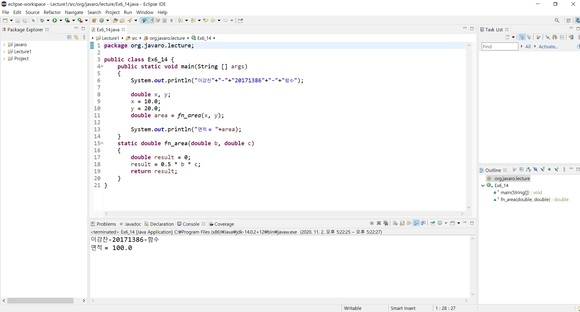 eclipse-workspace - Lecture1/src/org/javaro/lecture/Ex6_14.java - Eclipse IDE
File Edit Source Refactor Navigate Search Project Run Window Help
Package Explorer
javaro
Lecture1
Project
Ex6_14.java
Lecture1 src org.javaro.lecture Ex6_14
1 package org.javaro.lecture;
2
3 public class Ex6_14 {
4 public static void main(String [] args)
5 {
6 System.out.println("이감찬"+"-"+"20171386"+"-"+"함수");
7
8 double x, y;
9 x = 10.0;
10 y = 20.0;
11 double area = fn_area(x, y);
12
13 System.out.println("면적 = "+area);
14 }
15 static double fn_area(double b, double c)
16 {
17 double result = 0;
18 result = 0.5 * b * c;
19 return result;
20 }
21 }
Task List
Find All Activate...
Outline
org.javaro.lecture
Ex6_14
main(String[]) : void
fn_area(double, double) : double
Problems Javadoc Declaration Console Coverage
<terminated> Ex6_14 [Java Application] C:\Program Files\Java\jdk-14.0.2+12\bin\javaw.exe (2020. 11. 2. 오후 5:22:25 – 오후 5:22:27)
이감찬-20171386-함수
면적 = 100.0
Writable Smart Insert 1 : 28 : 27